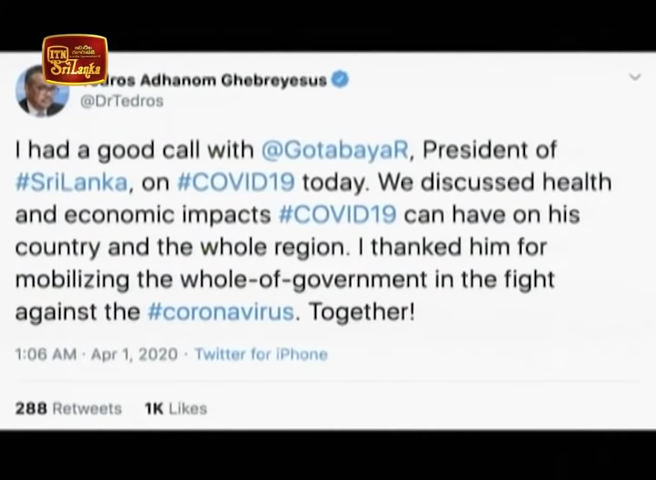 ITN
Sri Lanka
Tedros Adhanom Ghebreyesus
@DrTedros
I had a good call with @GotabayaR, President of
#SriLanka, on #COVID19 today. We discussed health
and economic impacts #COVID19 can have on his
country and the whole region. I thanked him for
mobilizing the whole-of-government in the fight
against the #coronavirus. Together!
1:06 AM · Apr 1, 2020 · Twitter for iPhone
288 Retweets 1K Likes